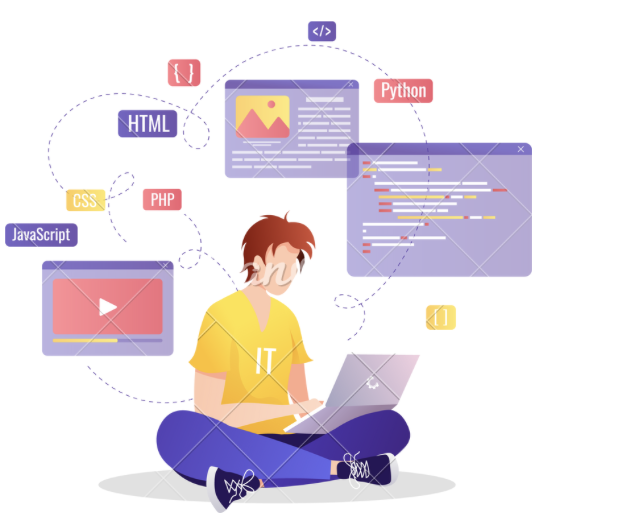 </>
{ }
Python
HTML
CSS
PHP
JavaScript
[ ]
IT